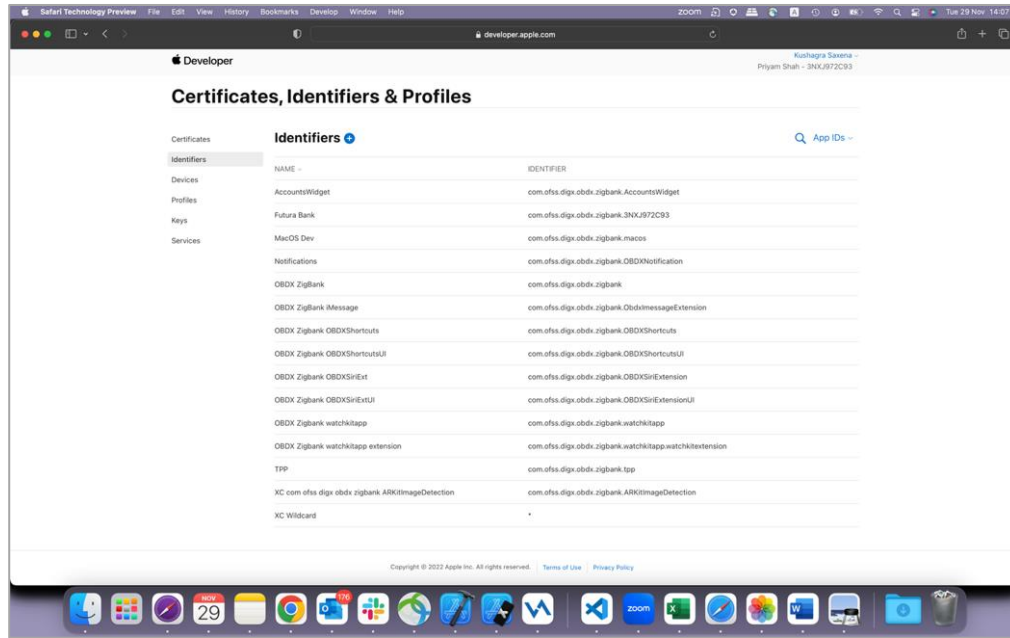 Safari Technology Preview File Edit View History Bookmarks Develop Window Help zoom A Tue 29 Nov 14:07
developer.apple.com
Developer
Kushagra Saxena
Priyam Shah - 3NXJ972C93
Certificates, Identifiers & Profiles
Certificates
Identifiers
Devices
Profiles
Keys
Services
Identifiers
App IDs
NAME IDENTIFIER
AccountsWidget com.ofss.digx.obdx.zigbank.AccountsWidget
Futura Bank com.ofss.digx.obdx.zigbank.3NXJ972C93
MacOS Dev com.ofss.digx.obdx.zigbank.macos
Notifications com.ofss.digx.obdx.zigbank.OBDXNotification
OBDX ZigBank com.ofss.digx.obdx.zigbank
OBDX ZigBank iMessage com.ofss.digx.obdx.zigbank.ObdxImessageExtension
OBDX Zigbank OBDXShortcuts com.ofss.digx.obdx.zigbank.OBDXShortcuts
OBDX Zigbank OBDXShortcutsUI com.ofss.digx.obdx.zigbank.OBDXShortcutsUI
OBDX Zigbank OBDXSiriExt com.ofss.digx.obdx.zigbank.OBDXSiriExtension
OBDX Zigbank OBDXSiriExtUI com.ofss.digx.obdx.zigbank.OBDXSiriExtensionUI
OBDX Zigbank watchkitapp com.ofss.digx.obdx.zigbank.watchkitapp
OBDX Zigbank watchkitapp extension com.ofss.digx.obdx.zigbank.watchkitapp.watchkitextension
TPP com.ofss.digx.obdx.zigbank.tpp
XC com ofss digx obdx zigbank ARKitImageDetection com.ofss.digx.obdx.zigbank.ARKitImageDetection
XC Wildcard *
Copyright © 2022 Apple Inc. All rights reserved. Terms of Use Privacy Policy
NOV
29
176
zoom